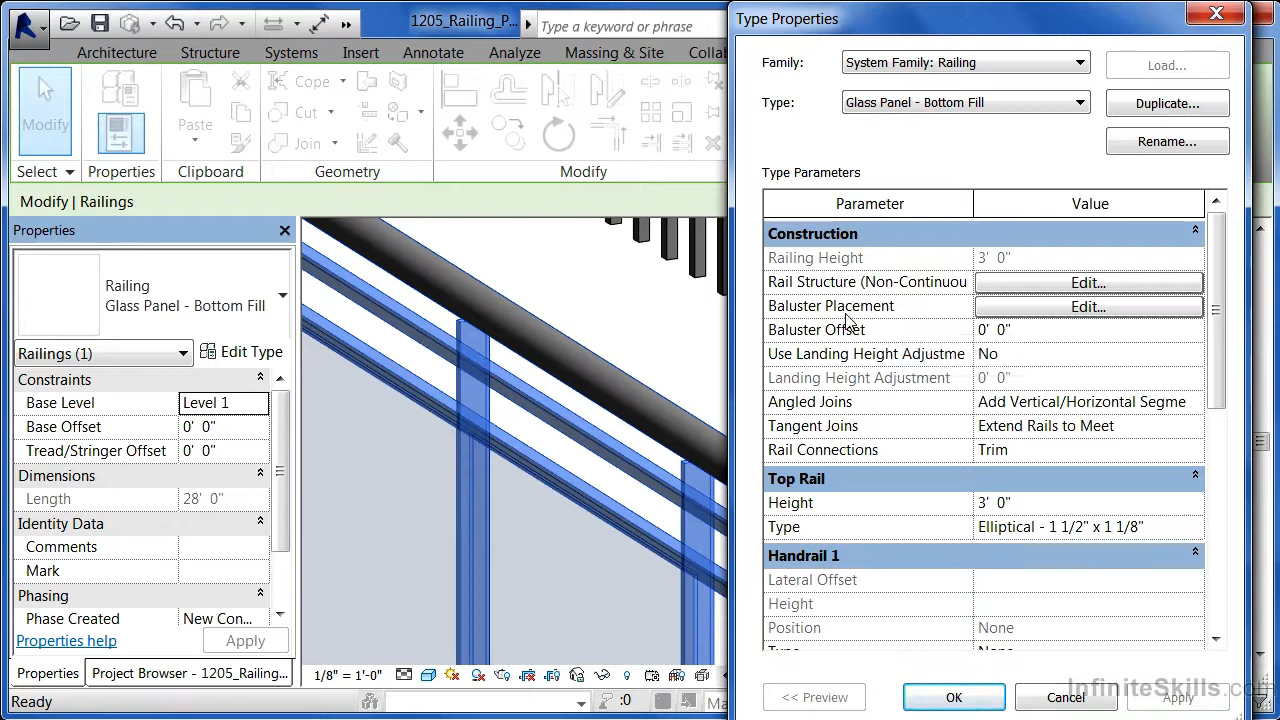 1205_Railing_P...
Type a keyword or phrase
Architecture Structure Systems Insert Annotate Analyze Massing & Site Collab
Modify
Paste
Cope
Cut
Join
Select Properties Clipboard Geometry Modify
Modify | Railings
Properties
Railing
Glass Panel - Bottom Fill
Railings (1)
Edit Type
Constraints
Base Level Level 1
Base Offset 0' 0"
Tread/Stringer Offset 0' 0"
Dimensions
Length 28' 0"
Identity Data
Comments
Mark
Phasing
Phase Created New Con...
Properties help
Apply
Properties
Project Browser - 1205_Railing...
1/8" = 1'-0"
Ready
:0
Ma
Type Properties
Family: System Family: Railing Load...
Type: Glass Panel - Bottom Fill Duplicate...
Rename...
Type Parameters
Parameter Value
Construction
Railing Height 3' 0"
Rail Structure (Non-Continuou Edit...
Baluster Placement Edit...
Baluster Offset 0' 0"
Use Landing Height Adjustme No
Landing Height Adjustment 0' 0"
Angled Joins Add Vertical/Horizontal Segme
Tangent Joins Extend Rails to Meet
Rail Connections Trim
Top Rail
Height 3' 0"
Type Elliptical - 1 1/2" x 1 1/8"
Handrail 1
Lateral Offset
Height
Position None
<< Preview OK Cancel Apply
InfiniteSkills.com